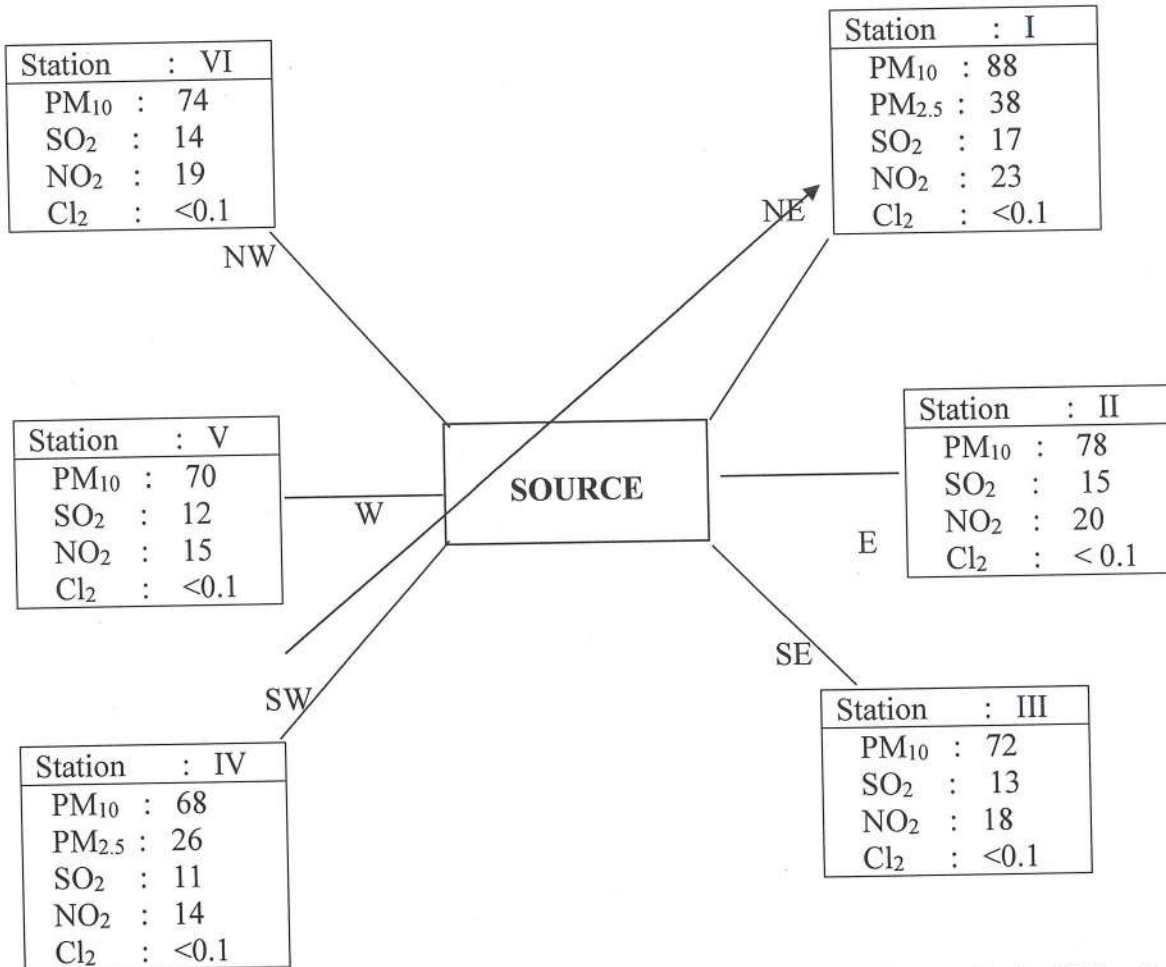 Station : VI
PM₁₀ : 74
SO₂ : 14
NO₂ : 19
Cl₂ : <0.1
NW
Station : I
PM₁₀ : 88
PM₂.₅ : 38
SO₂ : 17
NO₂ : 23
Cl₂ : <0.1
NE
Station : V
PM₁₀ : 70
SO₂ : 12
NO₂ : 15
Cl₂ : <0.1
W
SOURCE
Station : II
PM₁₀ : 78
SO₂ : 15
NO₂ : 20
Cl₂ : < 0.1
E
SW
SE
Station : IV
PM₁₀ : 68
PM₂.₅ : 26
SO₂ : 11
NO₂ : 14
Cl₂ : <0.1
Station : III
PM₁₀ : 72
SO₂ : 13
NO₂ : 18
Cl₂ : <0.1